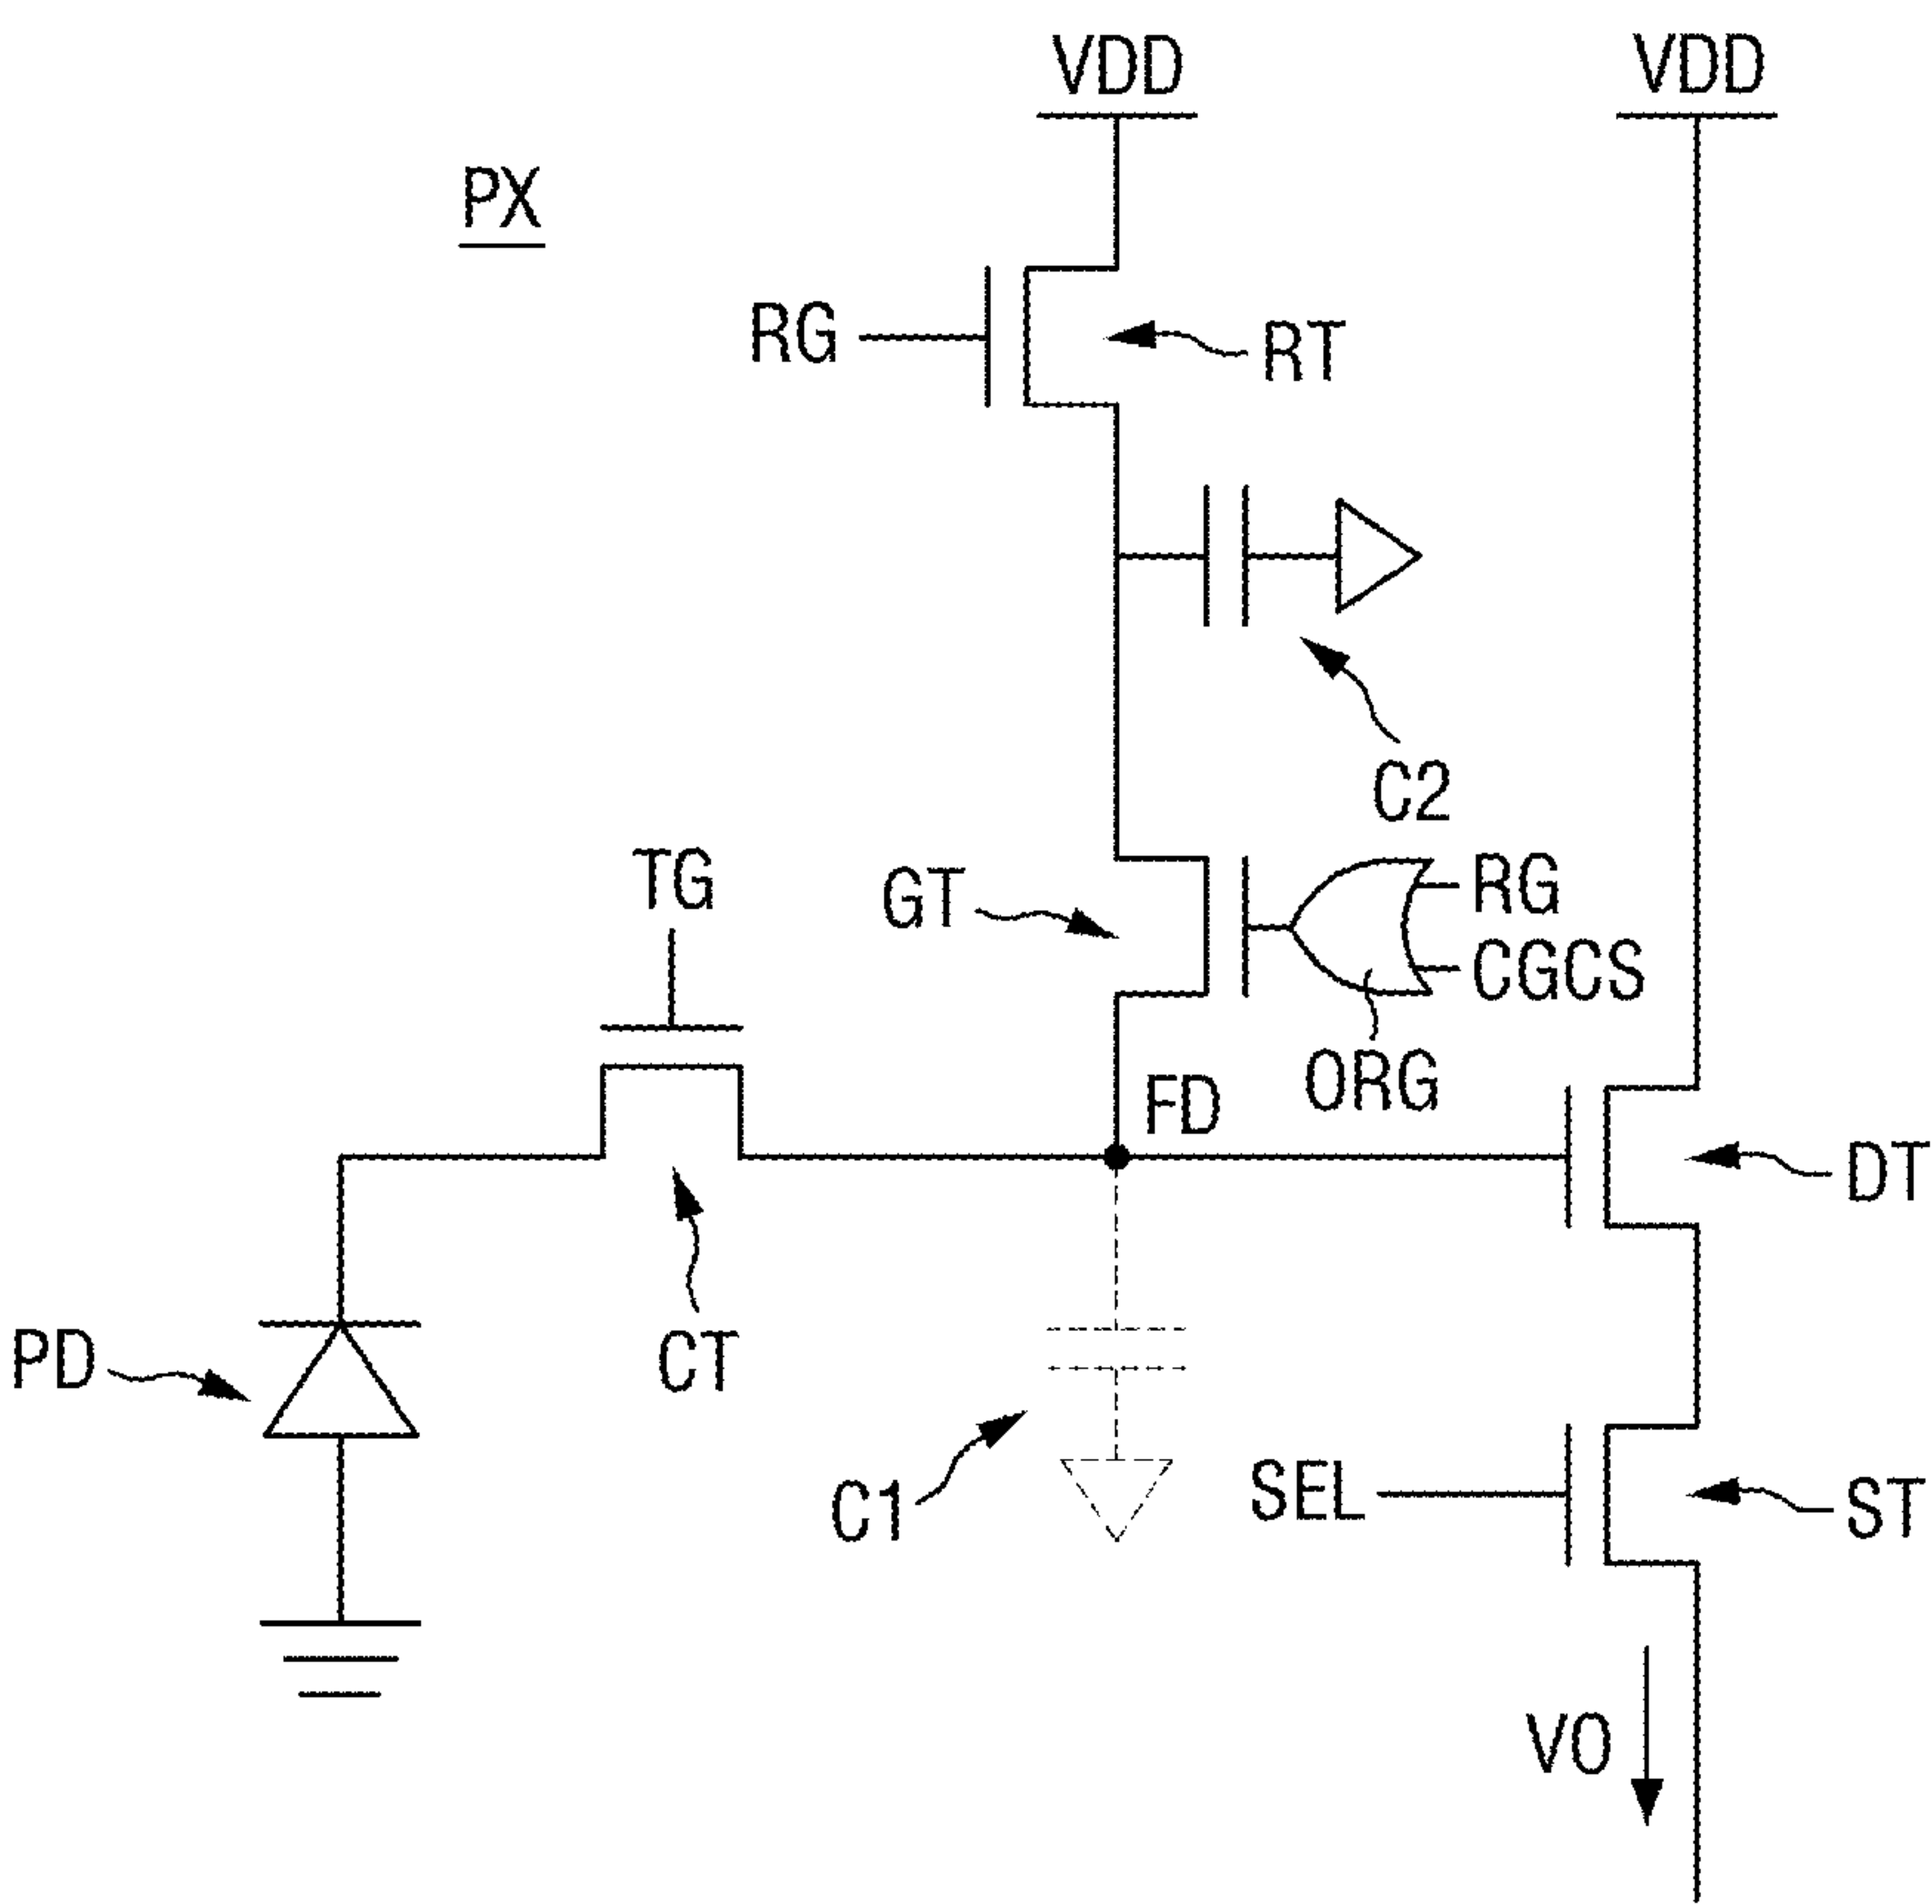 VDD
VDD
PX
RG
RT
C2
TG
GT
RG
CGCS
ORG
FD
DT
PD
CT
C1
SEL
ST
VO